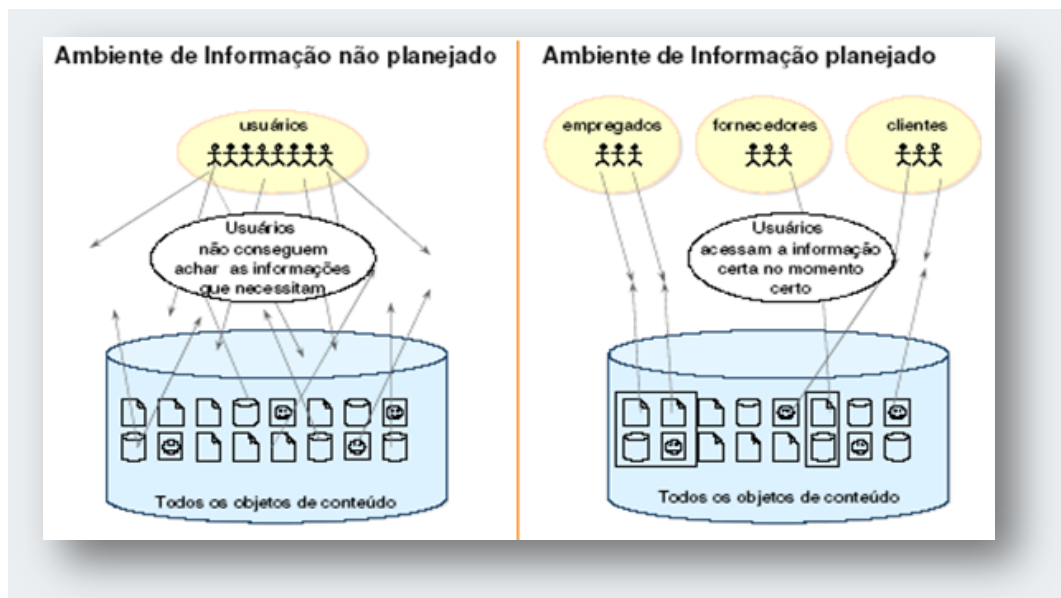 Ambiente de Informação não planejado
usuários
Usuários
não conseguem
achar as informações
que necessitam
Todos os objetos de conteúdo
Ambiente de Informação planejado
empregados
fornecedores
clientes
Usuários
acessam a informação
certa no momento
certo
Todos os objetos de conteúdo